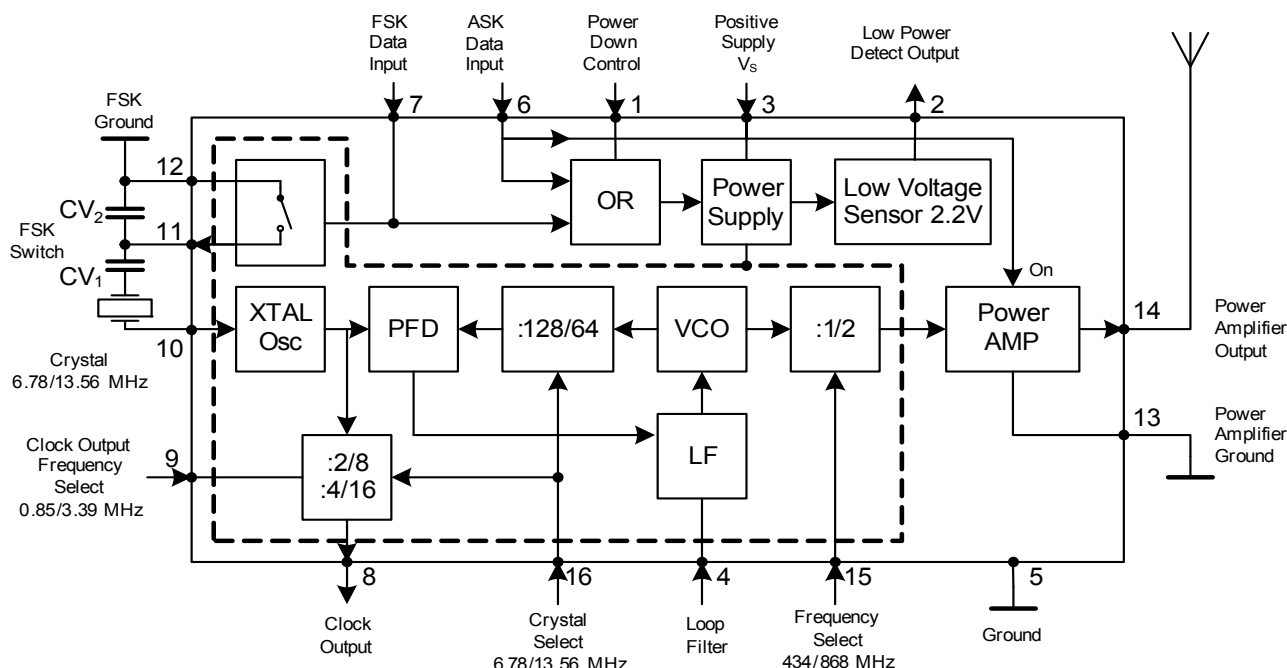 FSK
Data
Input
ASK
Data
Input
Power
Down
Control
Positive
Supply
VS
Low Power
Detect Output
7
6
1
3
2
FSK
Ground
12
CV2
11
FSK
Switch
CV1
10
Crystal
6.78/13.56 MHz
OR
Power
Supply
Low Voltage
Sensor 2.2V
On
XTAL
Osc
PFD
:128/64
VCO
:1/2
Power
AMP
14
Power
Amplifier
Output
13
Power
Amplifier
Ground
LF
Clock Output
Frequency
Select
0.85/3.39 MHz
9
:2/8
:4/16
8
16
4
15
5
Clock
Output
Crystal
Select
6.78/13.56 MHz
Loop
Filter
Frequency
Select
434/868 MHz
Ground